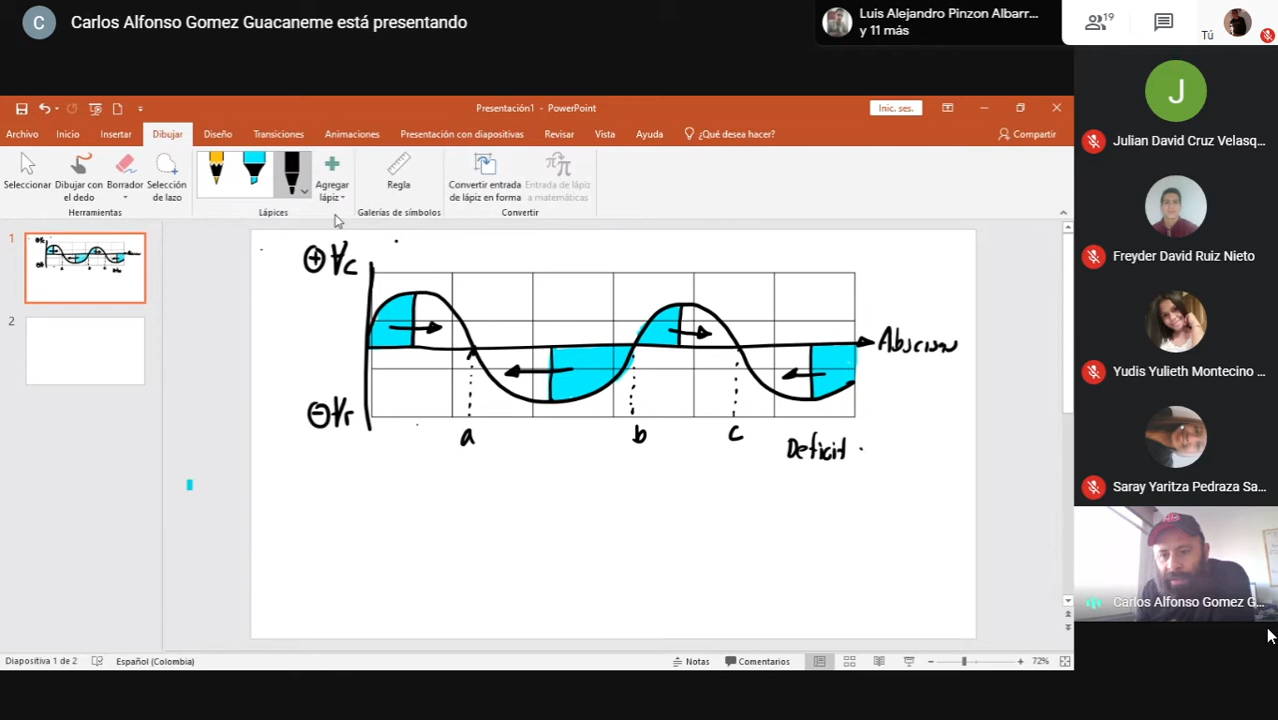 C
Carlos Alfonso Gomez Guacaneme está presentando
Luis Alejandro Pinzon Albarr...
y 11 más
19
Tú
Presentación1 - PowerPoint
Inic. ses.
Archivo
Inicio
Insertar
Dibujar
Diseño
Transiciones
Animaciones
Presentación con diapositivas
Revisar
Vista
Ayuda
¿Qué desea hacer?
Compartir
Seleccionar
Dibujar con el dedo
Borrador
Selección de lazo
Agregar lápiz
Regla
Convertir entrada de lápiz en forma
Entrada de lápiz a matemáticas
Herramientas
Lápices
Galerías de símbolos
Convertir
1
2
+ Vc
Abscisa
- Vr
a
b
c
Deficit
Diapositiva 1 de 2
Español (Colombia)
Notas
Comentarios
72%
J
Julian David Cruz Velasq...
Freyder David Ruiz Nieto
Yudis Yulieth Montecino ...
Saray Yaritza Pedraza Sa...
Carlos Alfonso Gomez G...